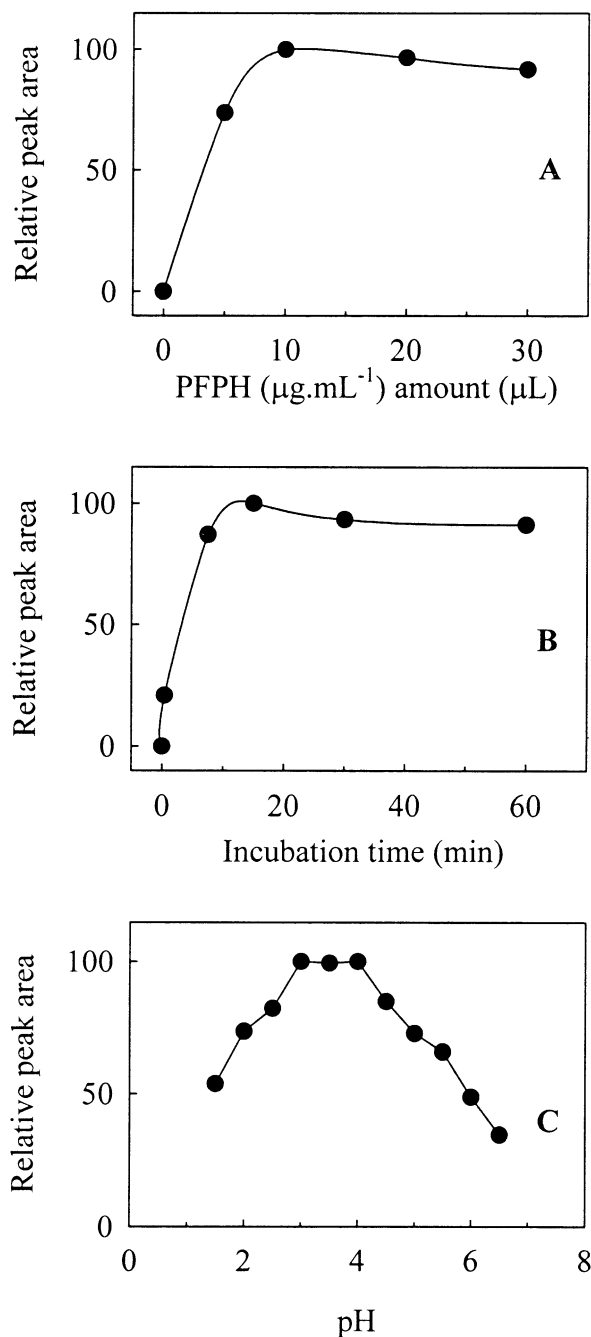 Relative peak area
100
50
0
A
0 10 20 30
PFPH (μg.mL⁻¹) amount (μL)
Relative peak area
100
50
0
B
0 20 40 60
Incubation time (min)
Relative peak area
100
50
0
C
0 2 4 6 8
pH